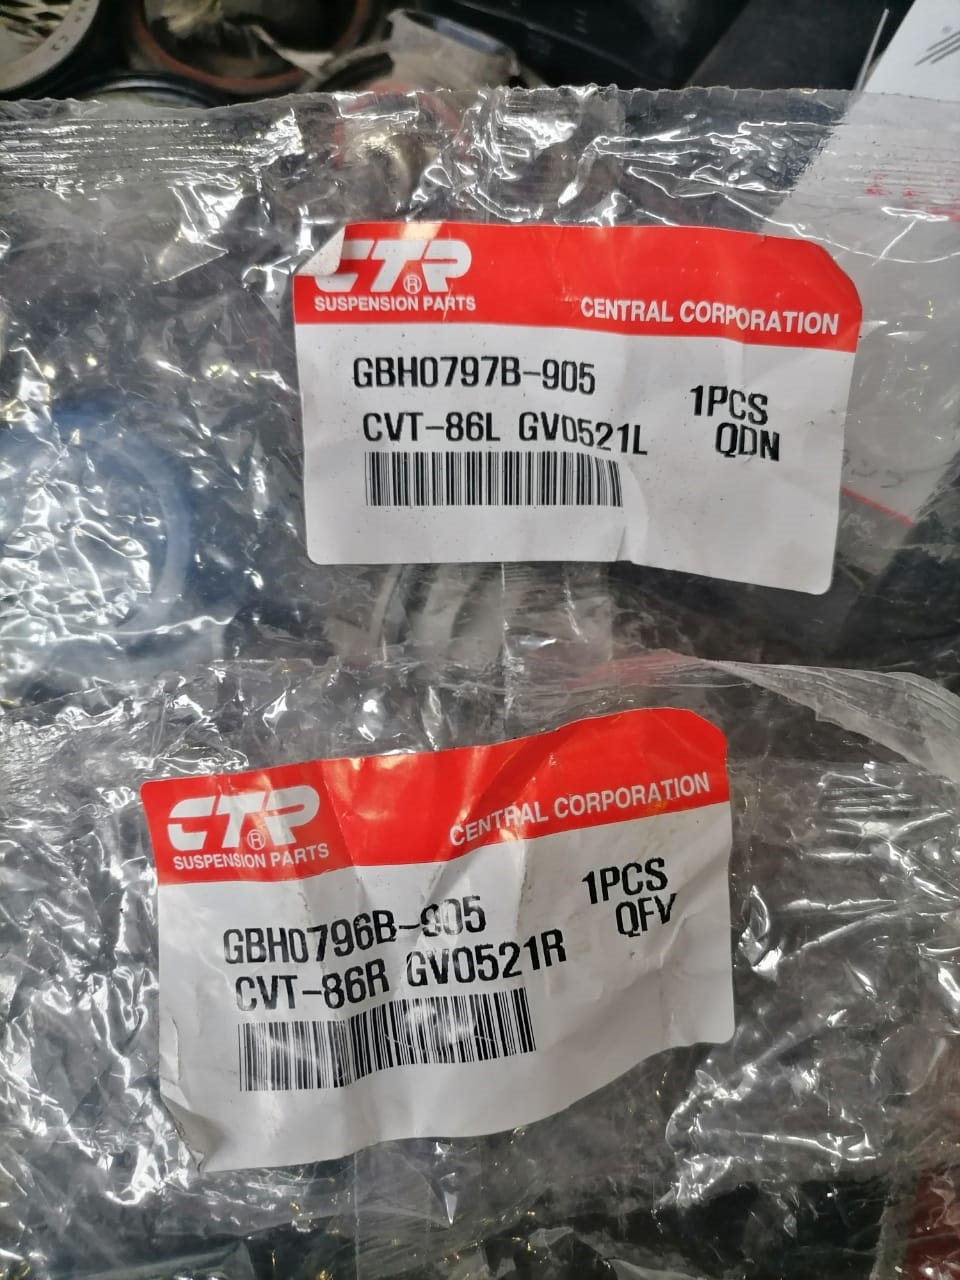 CTR®
SUSPENSION PARTS
CENTRAL CORPORATION
GBH0797B-905
1PCS
CVT-86L GV0521L
QDN
CTR®
SUSPENSION PARTS
CENTRAL CORPORATION
1PCS
GBH0796B-905
QFV
CVT-86R GV0521R